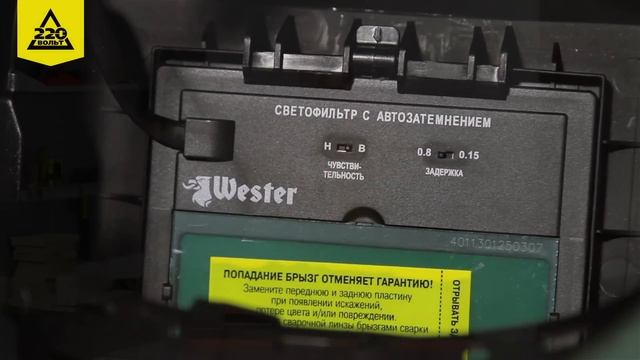 220
ВОЛЬТ
СВЕТОФИЛЬТР С АВТОЗАТЕМНЕНИЕМ
Н В
ЧУВСТВИ-
ТЕЛЬНОСТЬ
0.8 0.15
ЗАДЕРЖКА
Wester
4011301250307
ПОПАДАНИЕ БРЫЗГ ОТМЕНЯЕТ ГАРАНТИЮ!
Замените переднюю и заднюю пластину
при появлении искажений,
потере цвета и/или повреждении.
сварочной линзы брызгами сварки
ОТРЫВАТЬ